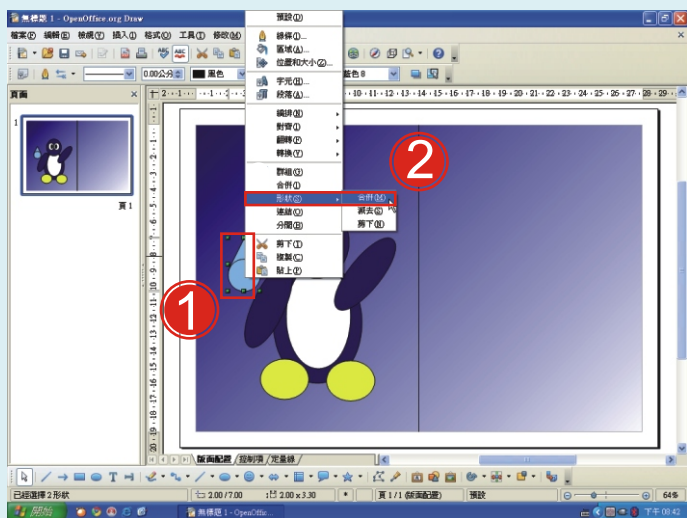 無標題 1 - OpenOffice.org Draw
檔案(F) 編輯(E) 檢視(V) 插入(I) 格式(O) 工具(T) 修改(M)
預設(D)
線條(I)...
區域(A)...
位置和大小(Z)...
字元(H)...
段落(A)...
編排(N)
對齊(I)
翻轉(F)
轉換(Y)
群組(G)
合併(I)
形狀(S)
連結(O)
分開(B)
剪下(T)
複製(C)
貼上(P)
合併(M)
減去(S)
剪下(N)
0.00公分
黑色
藍色 8
頁面
1
頁 1
1
2
版面配置 / 控制項 / 定量線
已經選擇 2 形狀
2.00 / 7.00
2.00 x 3.30
*
頁 1 / 1 (版面配置)
預設
64%
開始
無標題 1 - OpenOffic...
下午 08:42